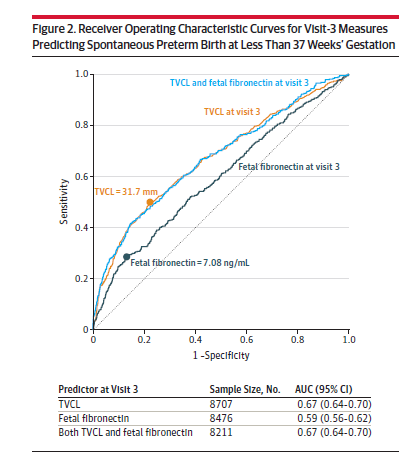 Figure 2. Receiver Operating Characteristic Curves for Visit-3 Measures
Predicting Spontaneous Preterm Birth at Less Than 37 Weeks' Gestation
1.0
TVCL and fetal fibronectin at visit 3
TVCL at visit 3
0.8
Fetal fibronectin at visit 3
0.6
TVCL=31.7 mm
Sensitivity
0.4
Fetal fibronectin=7.08 ng/mL
0.2
0
0 0.2 0.4 0.6 0.8 1.0
1-Specificity
Predictor at Visit 3 Sample Size, No. AUC (95% CI)
TVCL 8707 0.67 (0.64-0.70)
Fetal fibronectin 8476 0.59 (0.56-0.62)
Both TVCL and fetal fibronectin 8211 0.67 (0.64-0.70)